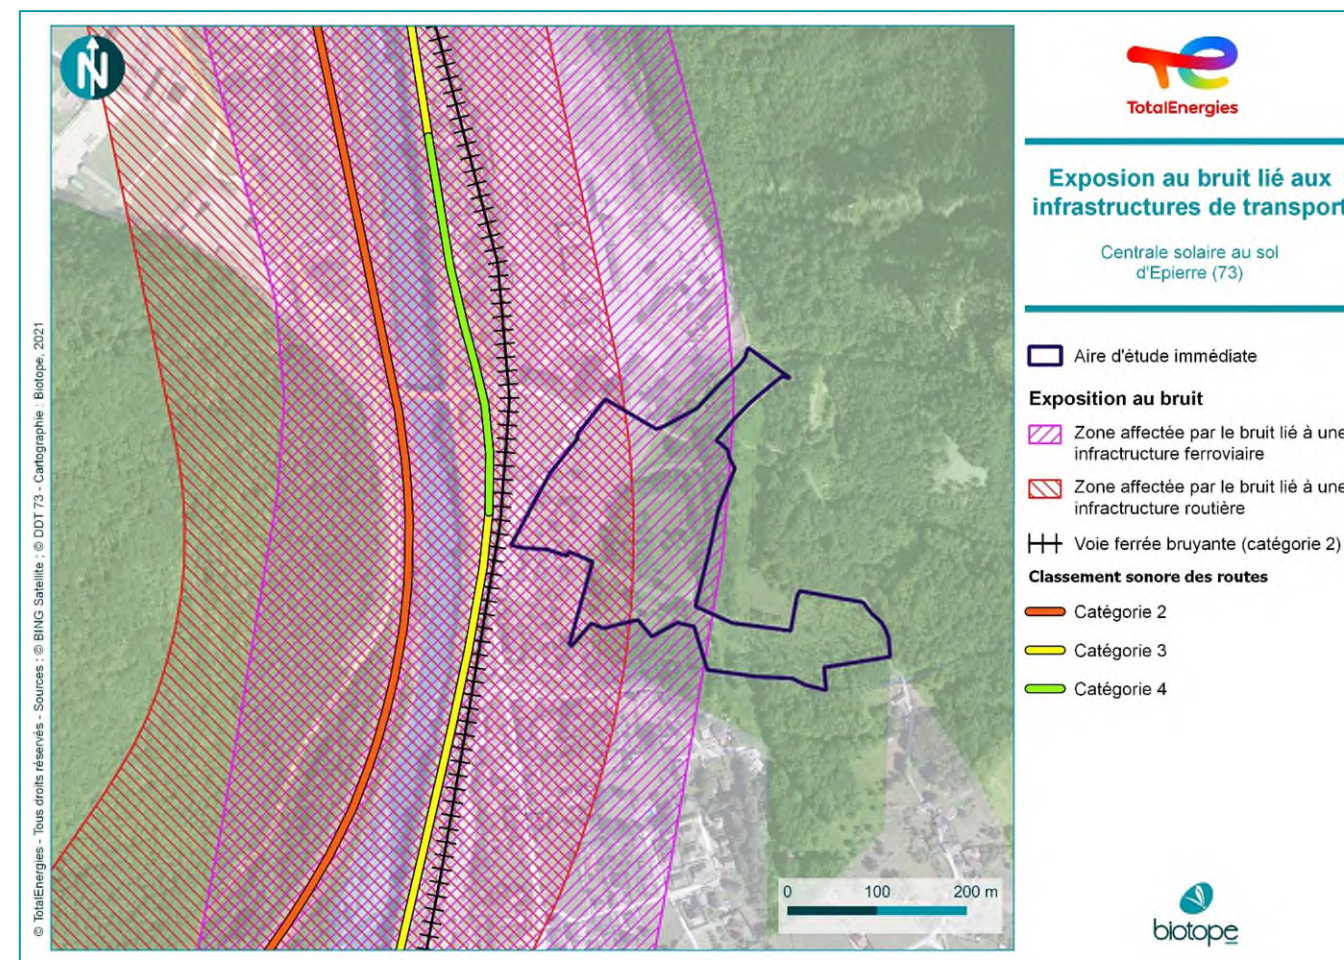 N
© TotalEnergies - Tous droits réservés - Sources : © BING Satellite ; © DDT 73 - Cartographie : Biotope, 2021
0 100 200 m
TotalEnergies
Exposion au bruit lié aux
infrastructures de transport
Centrale solaire au sol
d'Epierre (73)
Aire d'étude immédiate
Exposition au bruit
Zone affectée par le bruit lié à une
infractructure ferroviaire
Zone affectée par le bruit lié à une
infractructure routière
Voie ferrée bruyante (catégorie 2)
Classement sonore des routes
Catégorie 2
Catégorie 3
Catégorie 4
biotope